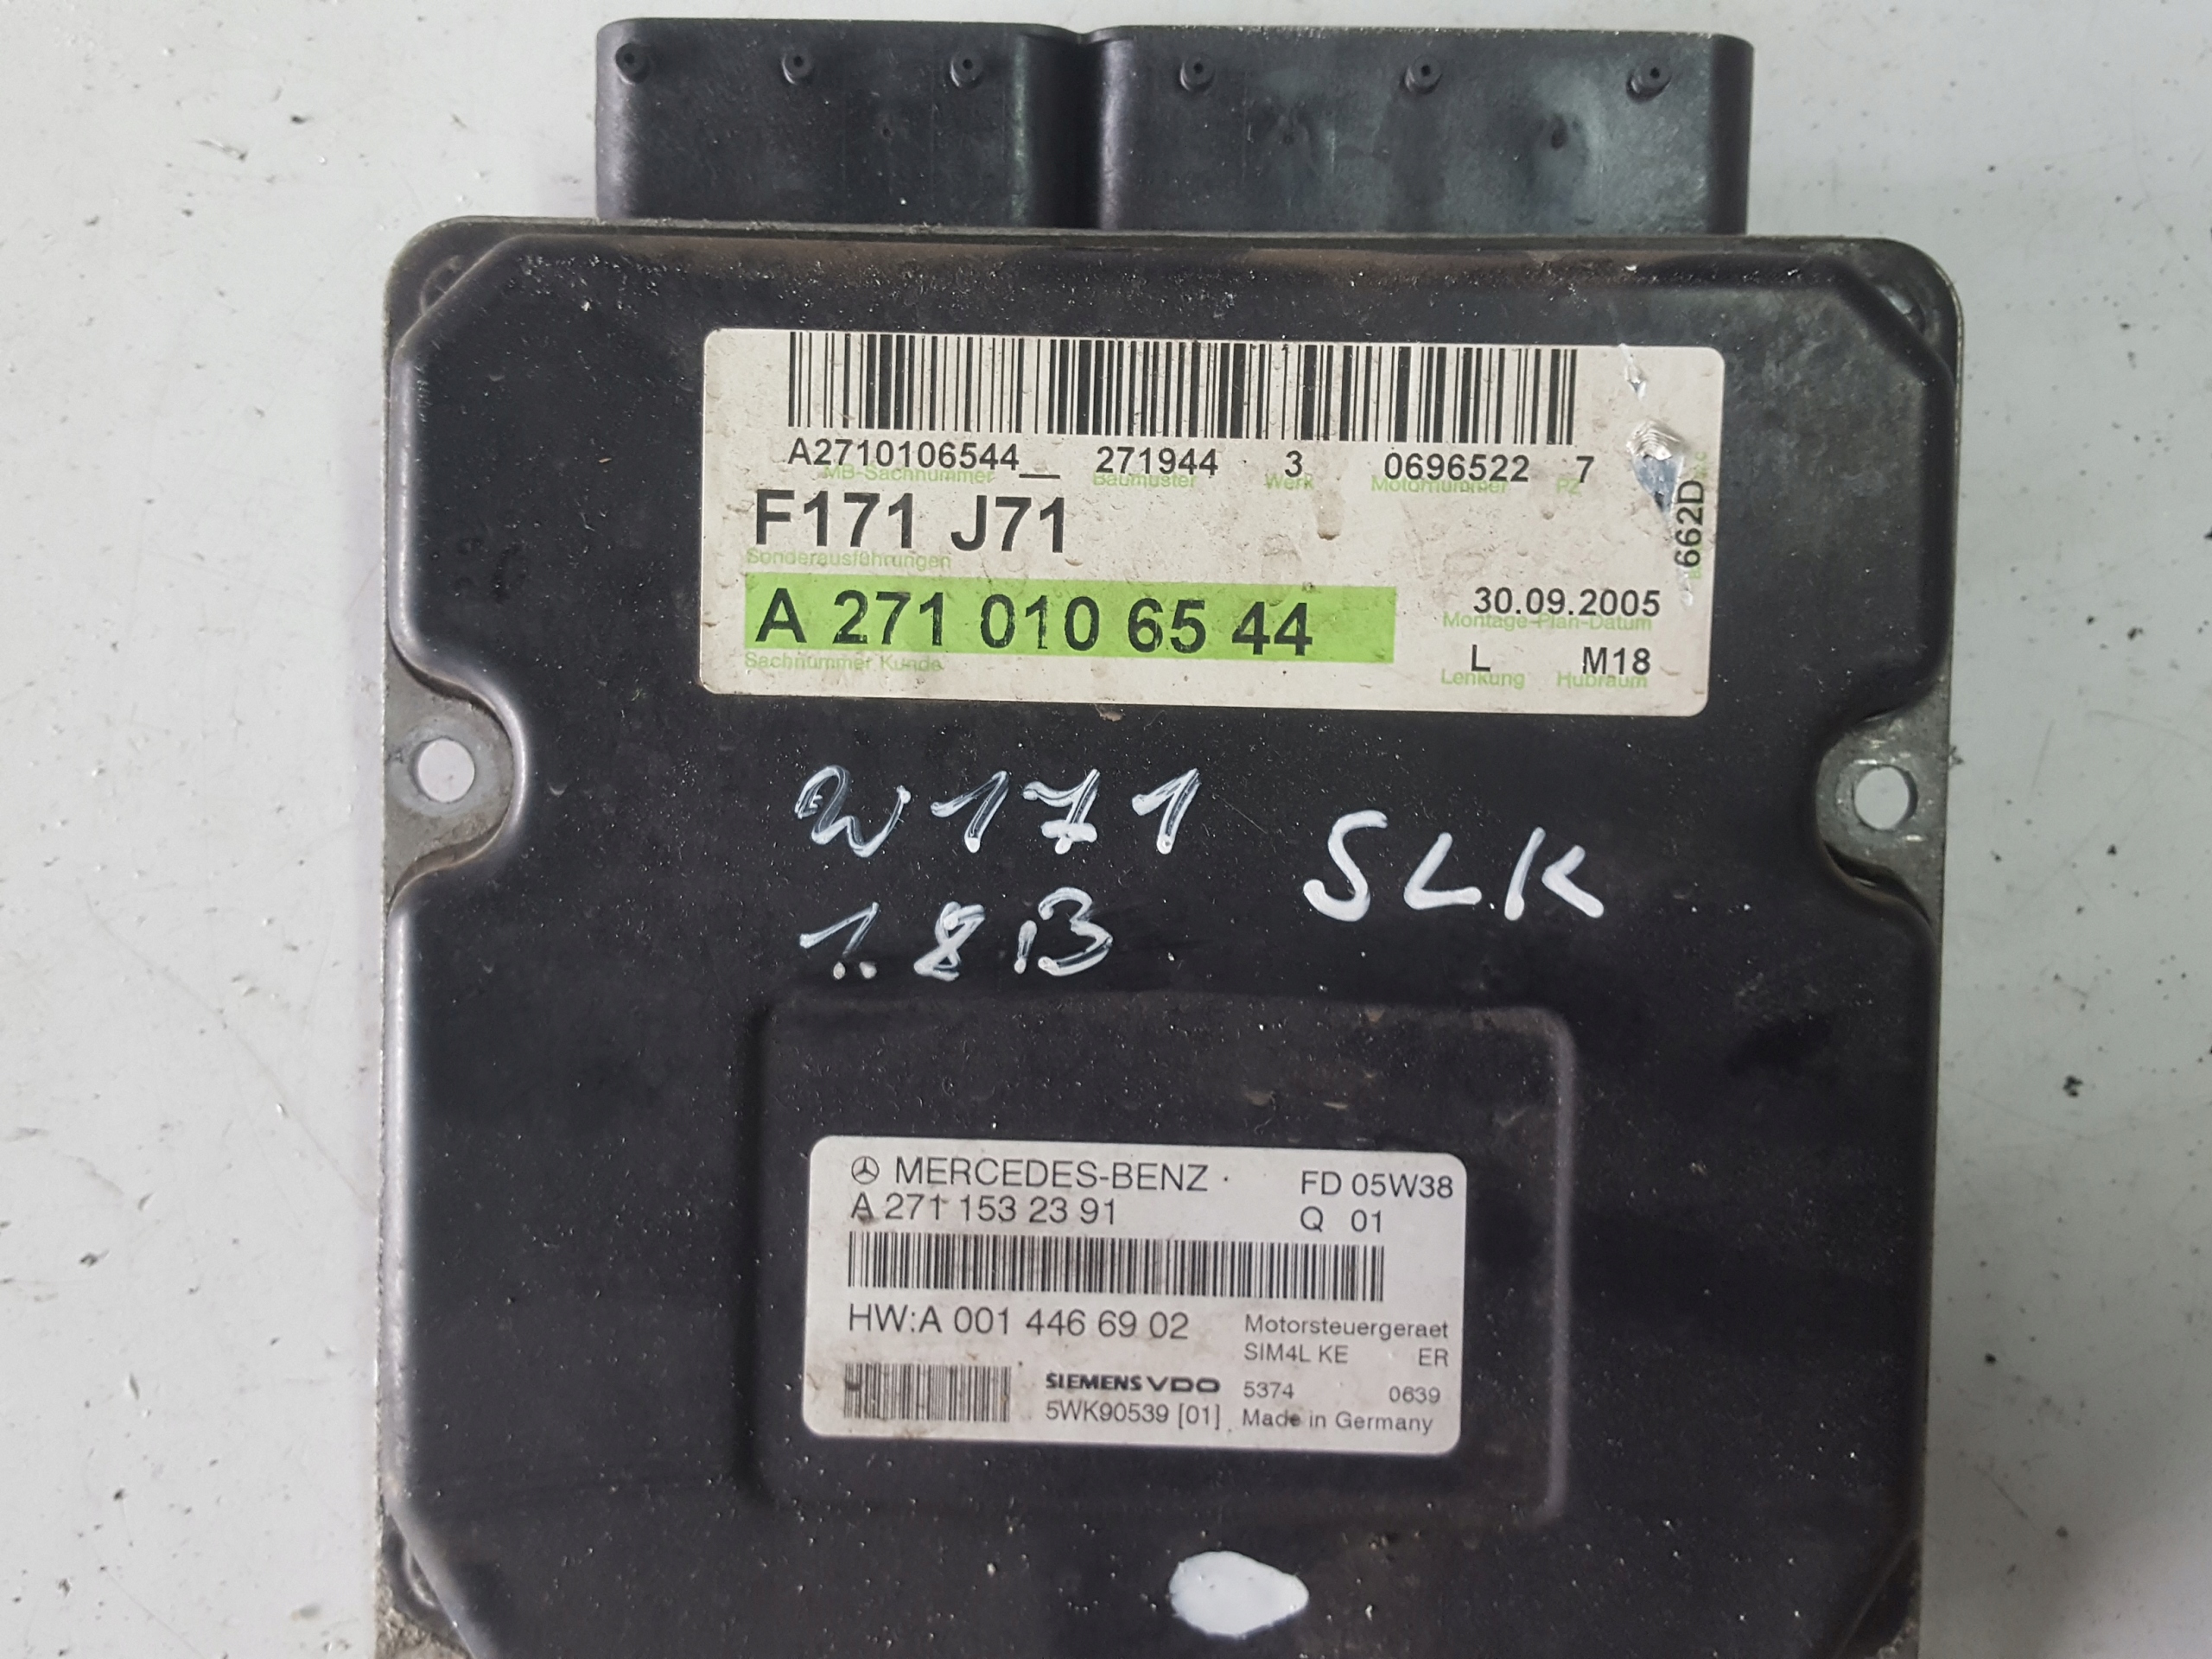 A2710106544__ 271944 3 0696522 7
MB-Sachnummer Baumuster Werk Motornummer PZ
F171 J71
Sonderausführungen
662D
A 271 010 65 44
Sachnummer Kunde
30.09.2005
Montage-Plan-Datum
L M18
Lenkung Hubraum
W171 SLK
1.8 B
MERCEDES-BENZ FD 05W38
A 271 153 23 91 Q 01
HW:A 001 446 69 02 Motorsteuergeraet
SIM4L KE ER
SIEMENS VDO 5374 0639
5WK90539 [01] Made in Germany